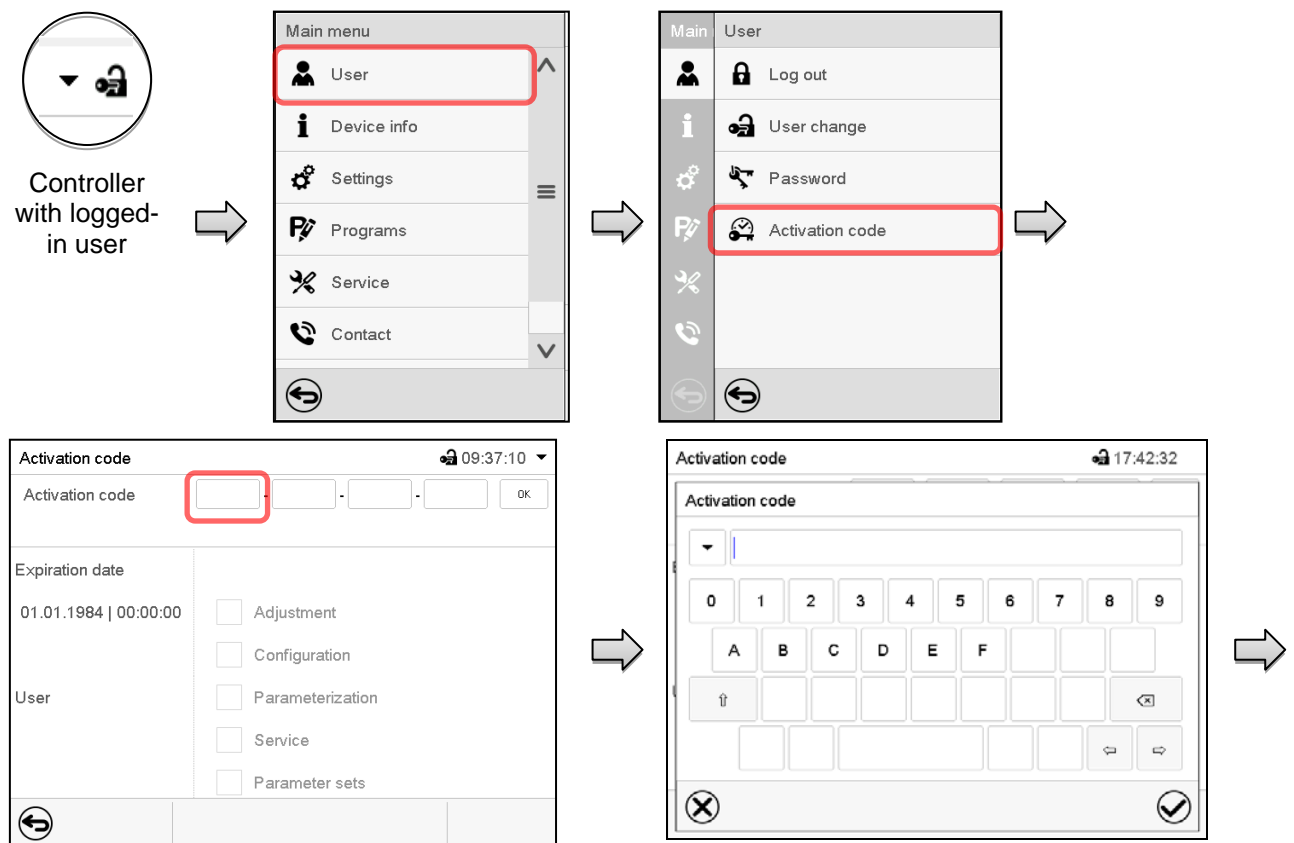 Controller
with logged-
in user
Main menu
User
Device info
Settings
Programs
Service
Contact
Main
User
Log out
User change
Password
Activation code
Activation code
09:37:10
Activation code
- - -
OK
Expiration date
01.01.1984 | 00:00:00
Adjustment
Configuration
User
Parameterization
Service
Parameter sets
Activation code
17:42:32
Activation code
0 1 2 3 4 5 6 7 8 9
A B C D E F